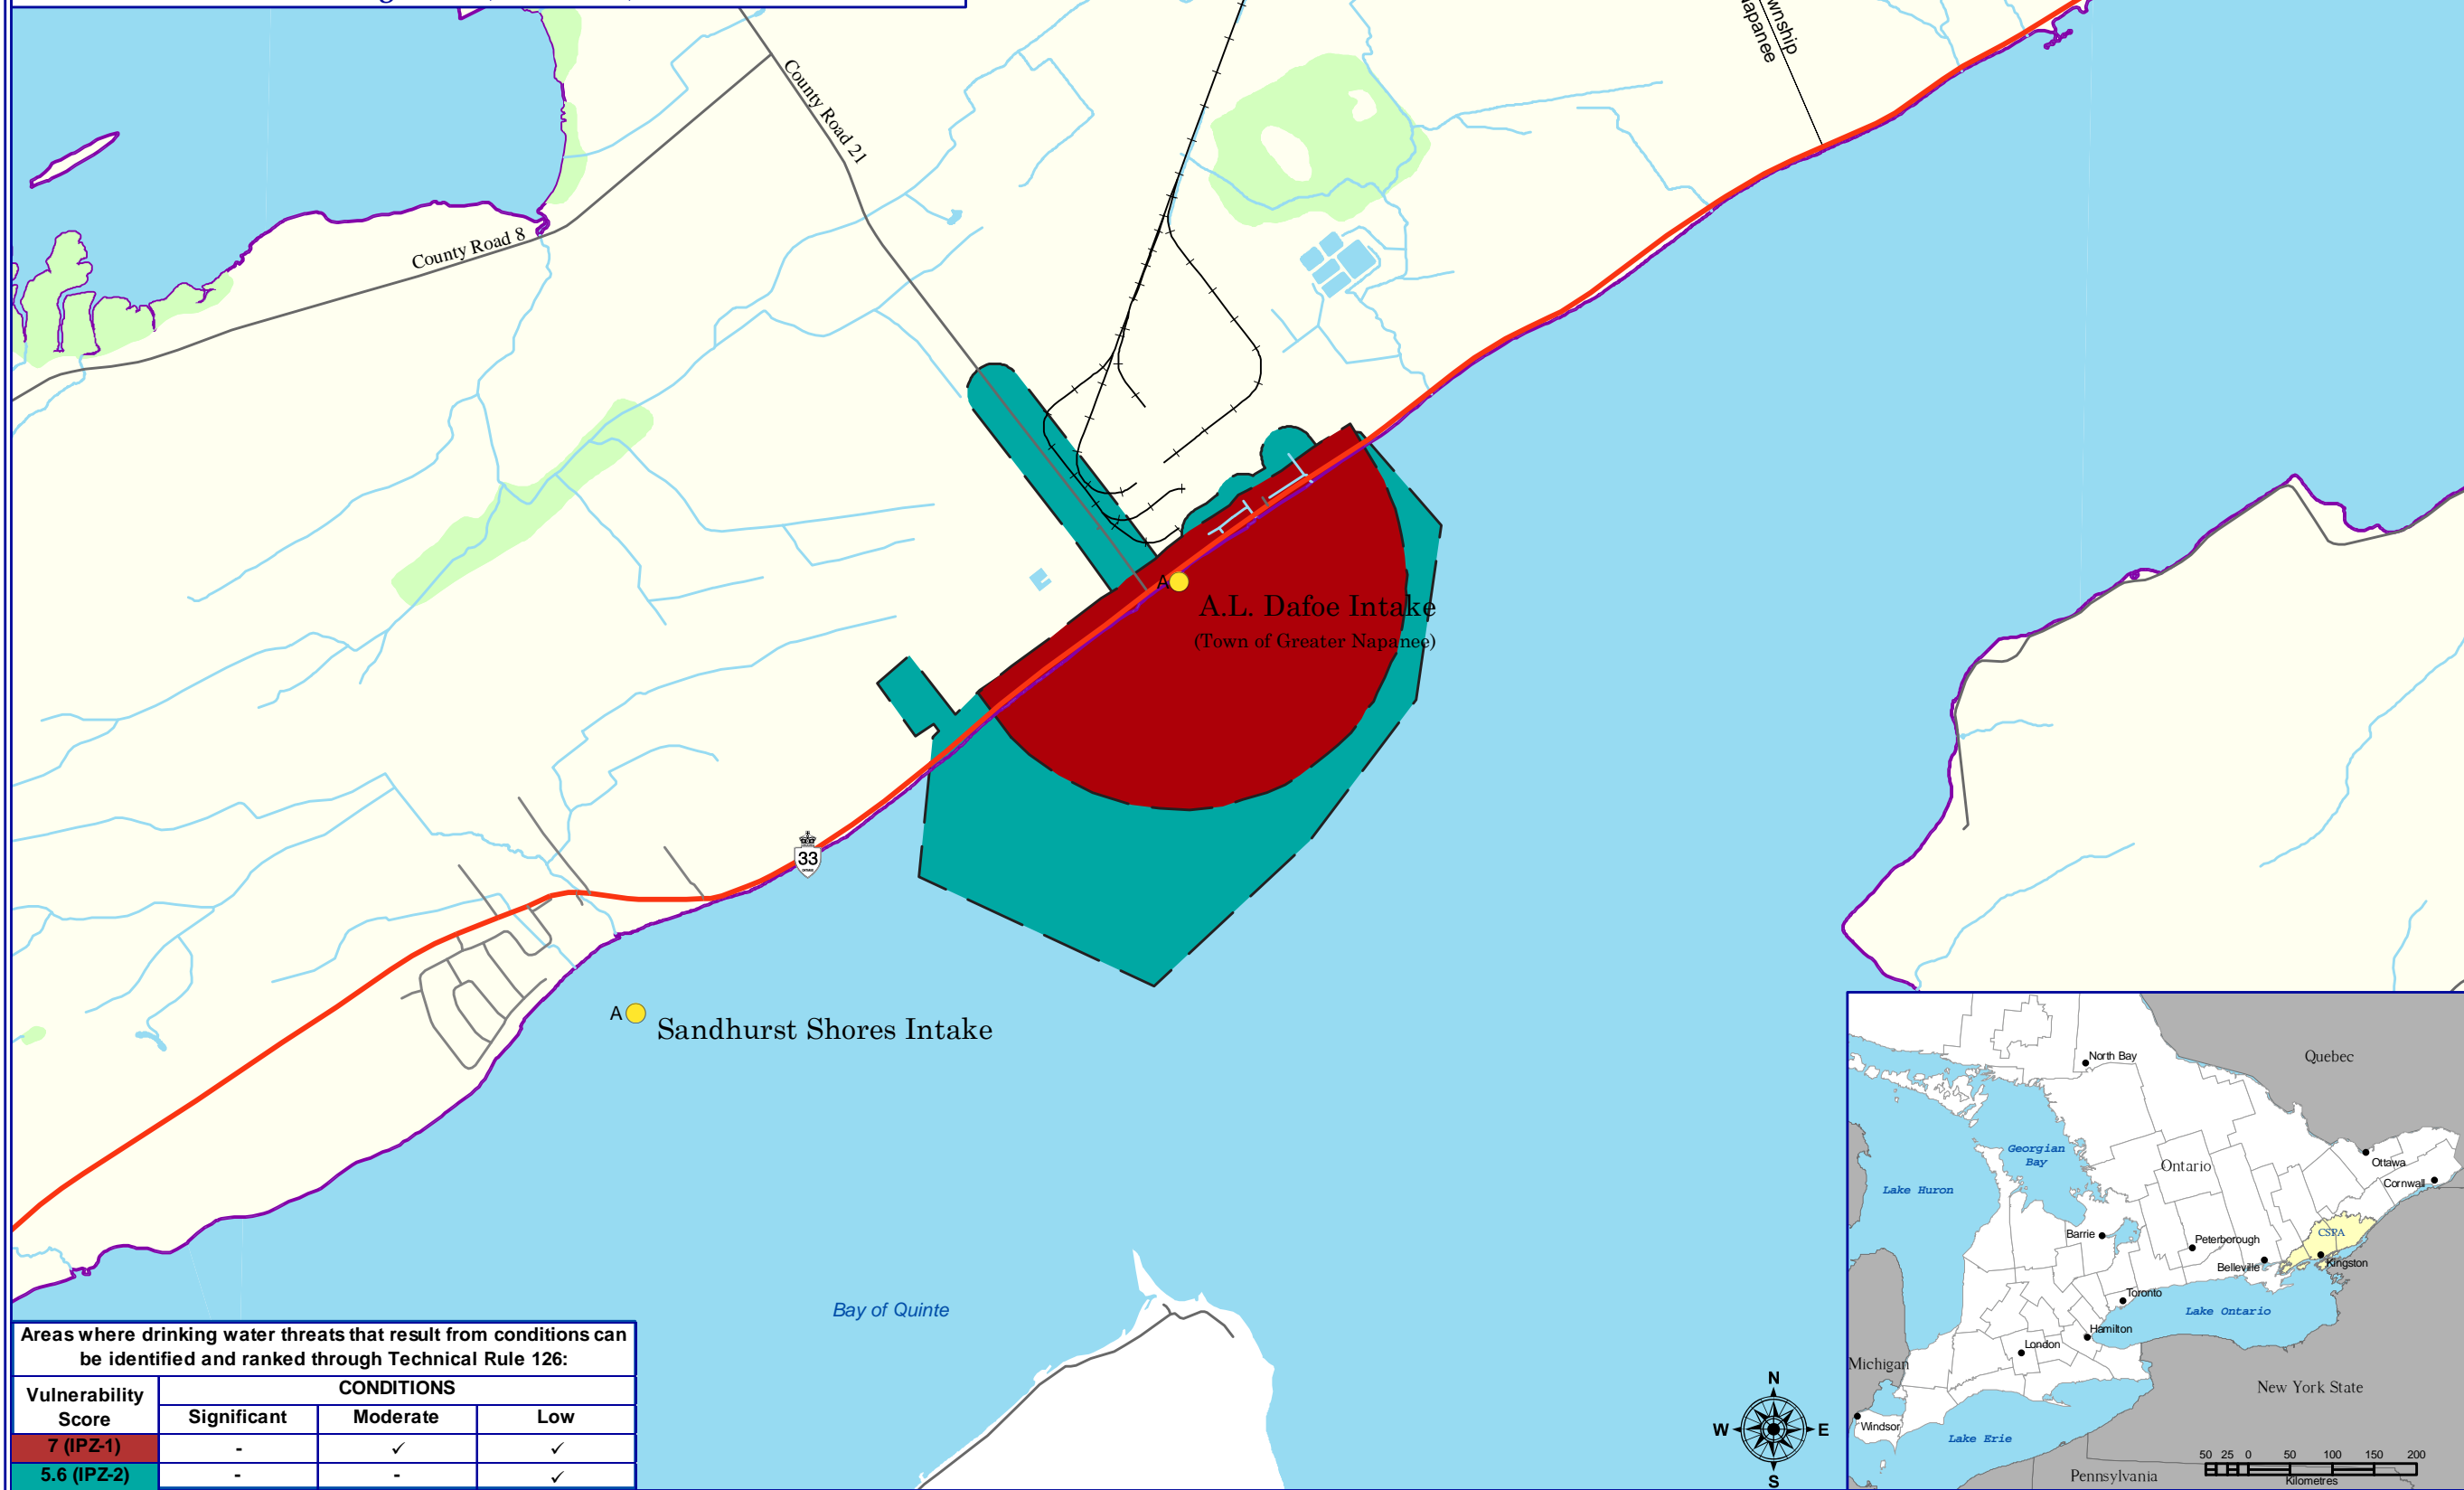 wnship
Napanee
County Road 21
County Road 8
A
A.L. Dafoe Intake
(Town of Greater Napanee)
33
A
Sandhurst Shores Intake
Bay of Quinte
Areas where drinking water threats that result from conditions can
be identified and ranked through Technical Rule 126:
Vulnerability
Score
CONDITIONS
Significant
Moderate
Low
7 (IPZ-1)
-
✓
✓
5.6 (IPZ-2)
-
-
✓
N
W
E
S
North Bay
Quebec
Georgian
Bay
Ontario
Ottawa
Lake Huron
Cornwall
CSPA
Barrie
Peterborough
Belleville
Kingston
Toronto
Lake Ontario
Hamilton
London
Michigan
New York State
Windsor
Lake Erie
Pennsylvania
50 25 0 50 100 150 200
Kilometres